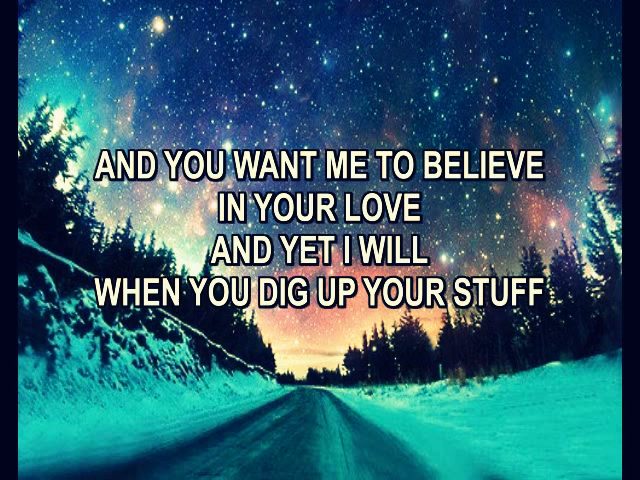 AND YOU WANT ME TO BELIEVE
IN YOUR LOVE
AND YET I WILL
WHEN YOU DIG UP YOUR STUFF